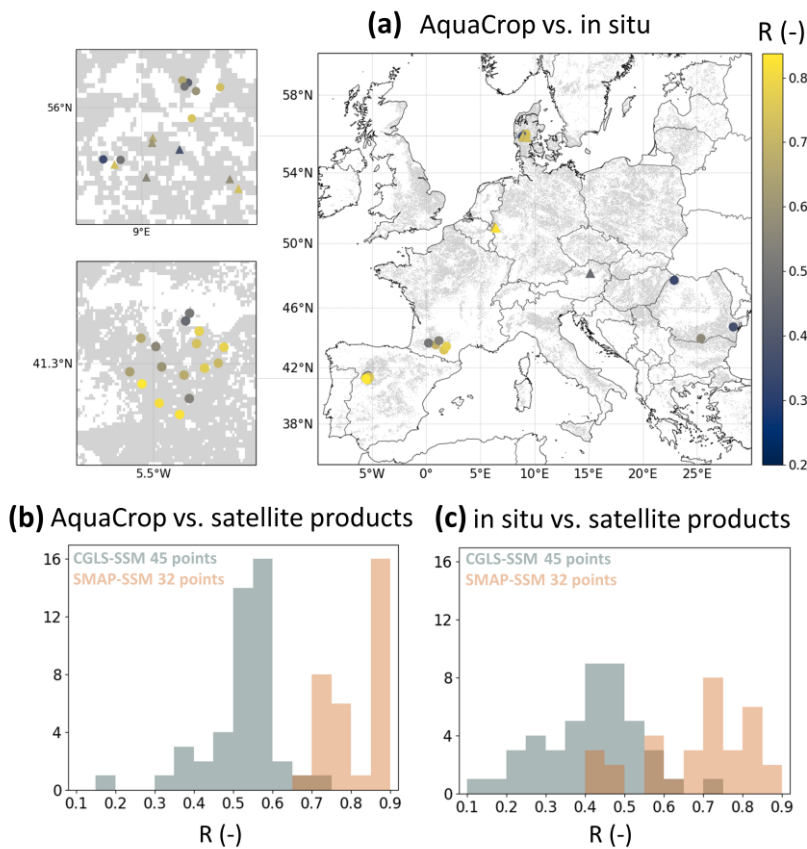 (a) AquaCrop vs. in situ
R (-)
56°N
9°E
41.3°N
5.5°W
58°N
54°N
50°N
46°N
42°N
38°N
5°W 0° 5°E 10°E 15°E 20°E 25°E
0.8
0.7
0.6
0.5
0.4
0.3
0.2
(b) AquaCrop vs. satellite products
CGLS-SSM 45 points
SMAP-SSM 32 points
16
12
8
4
0
0.1 0.2 0.3 0.4 0.5 0.6 0.7 0.8 0.9
R (-)
(c) in situ vs. satellite products
CGLS-SSM 45 points
SMAP-SSM 32 points
16
12
8
4
0
0.1 0.2 0.3 0.4 0.5 0.6 0.7 0.8 0.9
R (-)